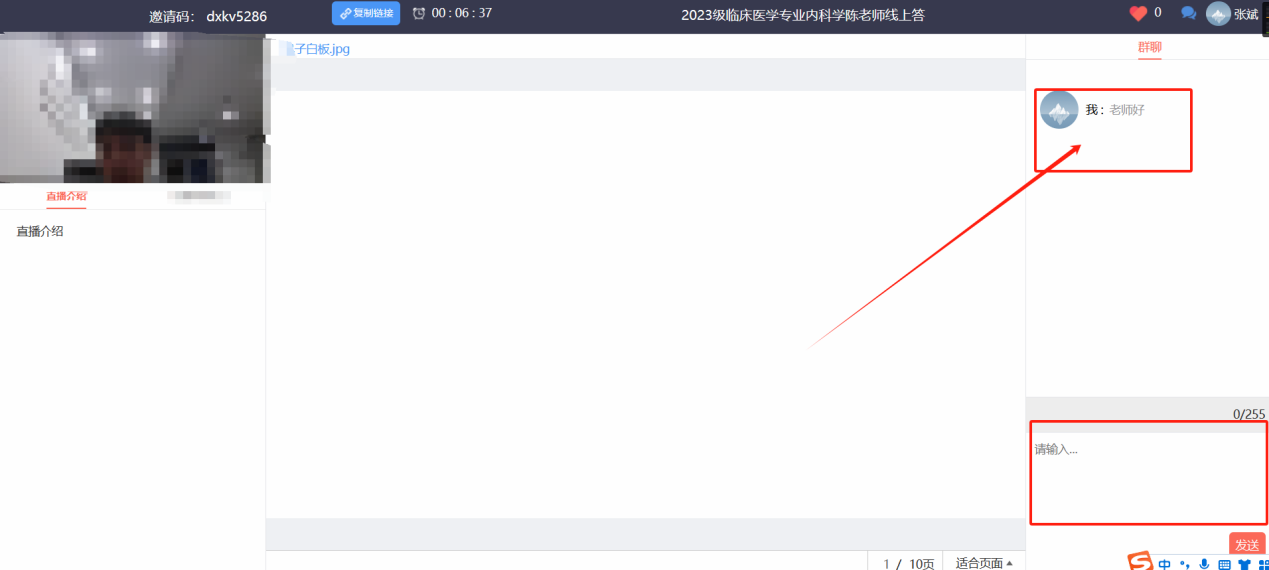 邀请码： dxkv5286
复制链接
00 : 06 : 37
2023级临床医学专业内科学陈老师线上答
0
张斌
子白板.jpg
群聊
我： 老师好
直播介绍
直播介绍
0/255
请输入...
发送
1 / 10页
适合页面
中